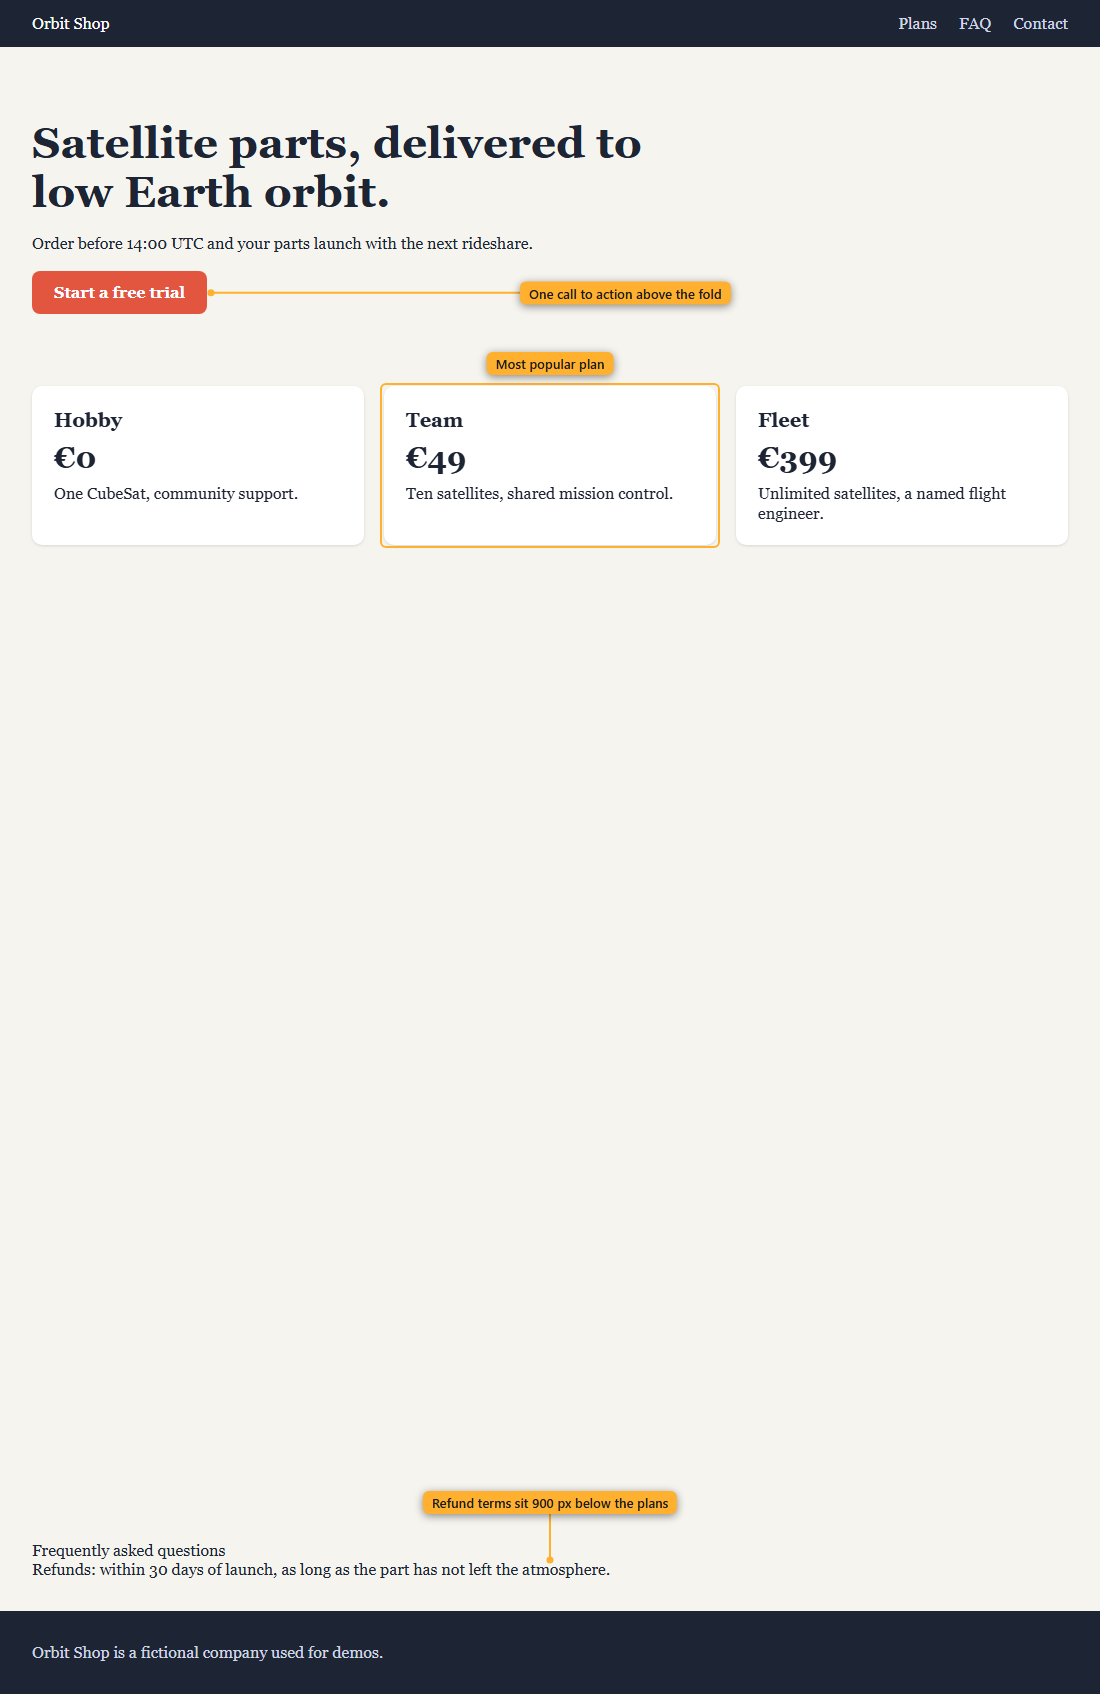 Orbit Shop
Plans FAQ Contact
Satellite parts, delivered to
low Earth orbit.
Order before 14:00 UTC and your parts launch with the next rideshare.
Start a free trial
One call to action above the fold
Most popular plan
Hobby
€0
One CubeSat, community support.
Team
€49
Ten satellites, shared mission control.
Fleet
€399
Unlimited satellites, a named flight
engineer.
Refund terms sit 900 px below the plans
Frequently asked questions
Refunds: within 30 days of launch, as long as the part has not left the atmosphere.
Orbit Shop is a fictional company used for demos.